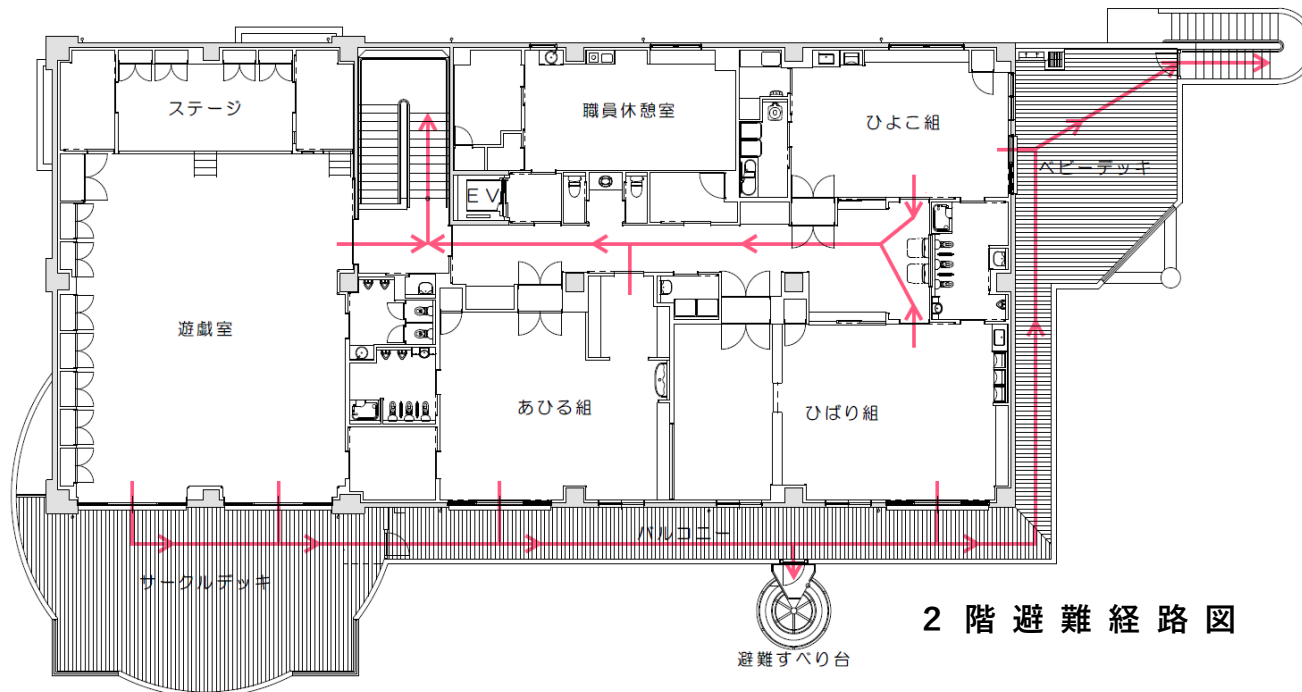 ステージ
職員休憩室
ひよこ組
ベビーデッキ
EV
遊戯室
あひる組
ひばり組
バルコニー
サークルデッキ
2階避難経路図
避難すべり台